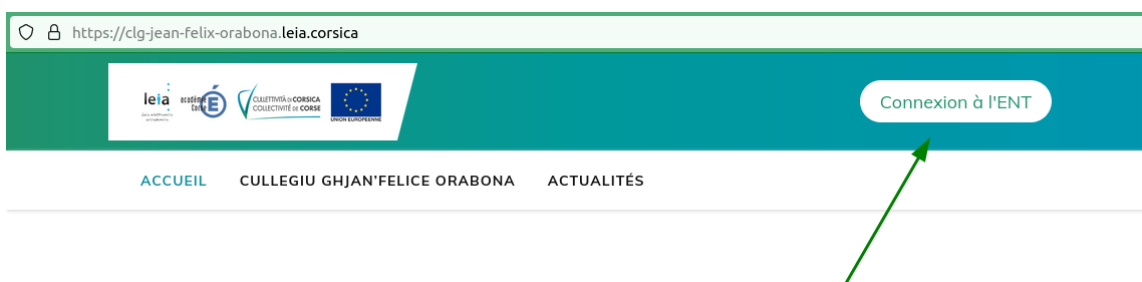 https://clg-jean-felix-orabona.leia.corsica
leia
académie
Corse
CULLETTIVITÀ DI CORSICA
COLLECTIVITÉ DE CORSE
UNION EUROPEENNE
Connexion à l'ENT
ACCUEIL
CULLEGIU GHJAN'FELICE ORABONA
ACTUALITÉS